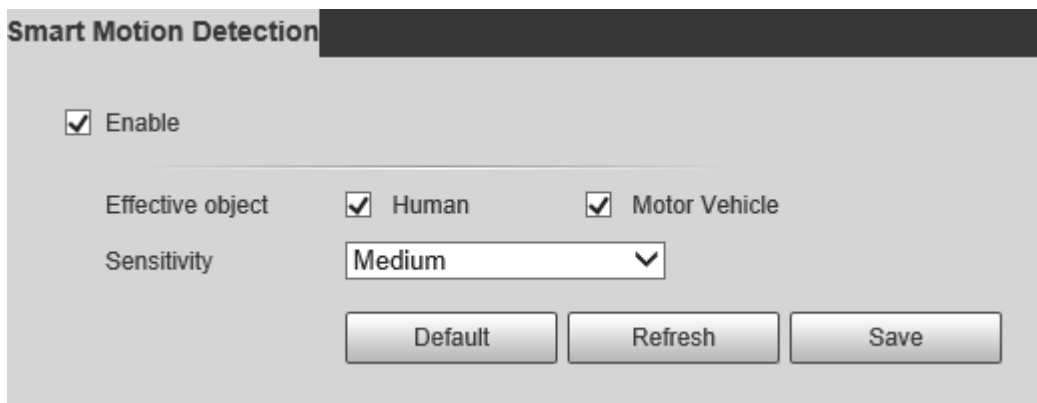 Smart Motion Detection
Enable
Effective object Human Motor Vehicle
Sensitivity Medium
Default Refresh Save